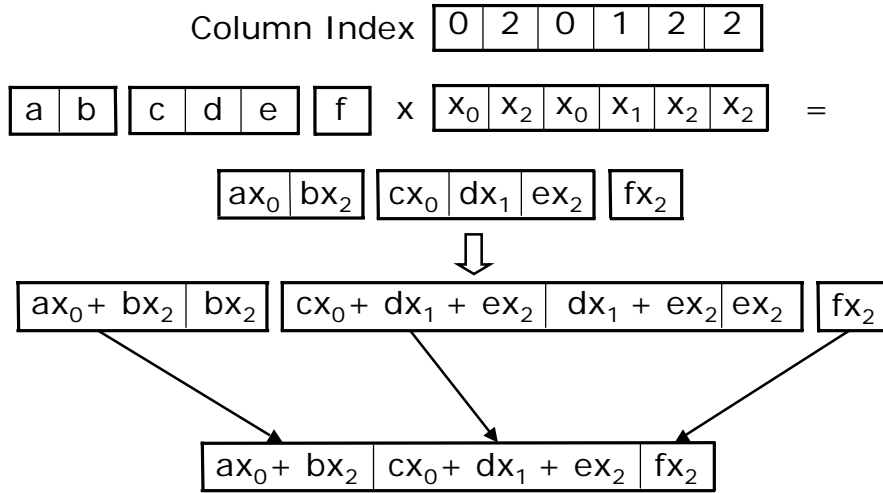 Column Index 0 2 0 1 2 2
a b c d e f x x₀ x₂ x₀ x₁ x₂ x₂ =
ax₀ bx₂ cx₀ dx₁ ex₂ fx₂
ax₀+ bx₂ bx₂ cx₀+ dx₁ + ex₂ dx₁ + ex₂ ex₂ fx₂
ax₀+ bx₂ cx₀+ dx₁ + ex₂ fx₂